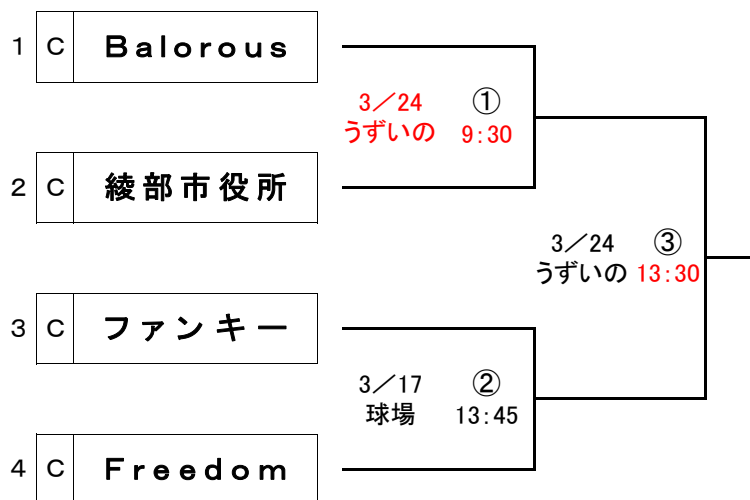 1 C Balorous
3/24 ①
うずいの 9:30
2 C 綾部市役所
3/24 ③
うずいの 13:30
3 C ファンキー
3/17 ②
球場 13:45
4 C Freedom